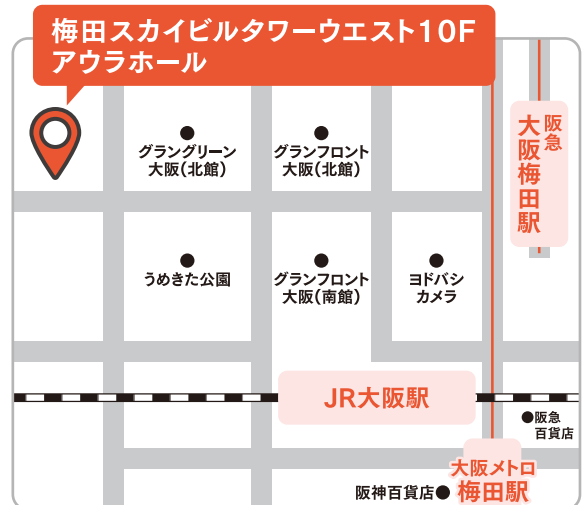 梅田スカイビルタワーウエスト10F
アウラホール
グラングリーン
大阪(北館)
グランフロント
大阪(北館)
阪急
大阪梅田駅
うめきた公園
グランフロント
大阪(南館)
ヨドバシ
カメラ
JR大阪駅
阪急
百貨店
大阪メトロ
梅田駅
阪神百貨店